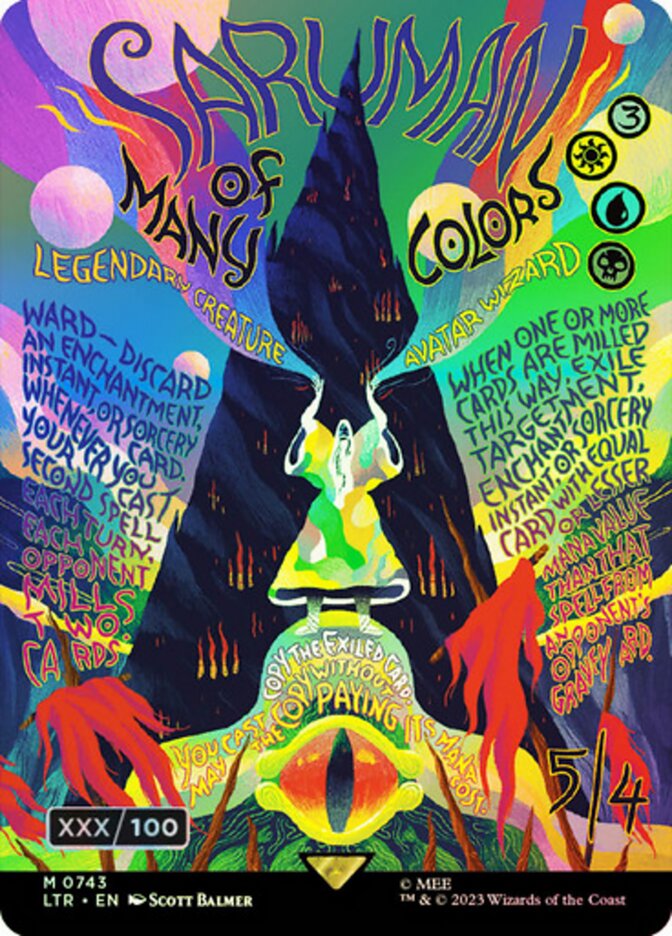 SARUMAN
OF
MANY COLORS
3
LEGENDARY CREATURE AVATAR WIZARD
WARD — DISCARD
AN ENCHANTMENT,
INSTANT, OR SORCERY
CARD.
WHENEVER YOU
CAST
YOUR
SECOND SPELL
EACH TURN,
EACH OPPONENT
MILLS
TWO
CARDS.
WHEN ONE OR MORE
CARDS ARE MILLED
THIS WAY, EXILE
TARGET
ENCHANTMENT,
INSTANT, OR SORCERY
CARD WITH EQUAL
OR LESSER
MANA VALUE
THAN THAT
SPELL FROM
AN
OPPONENT'S
GRAVEYARD.
COPY THE EXILED CARD.
YOU MAY CAST THE COPY WITHOUT PAYING ITS MANA COST.
5/4
XXX/100
M 0743
LTR • EN SCOTT BALMER
© MEE
™ & © 2023 Wizards of the Coast